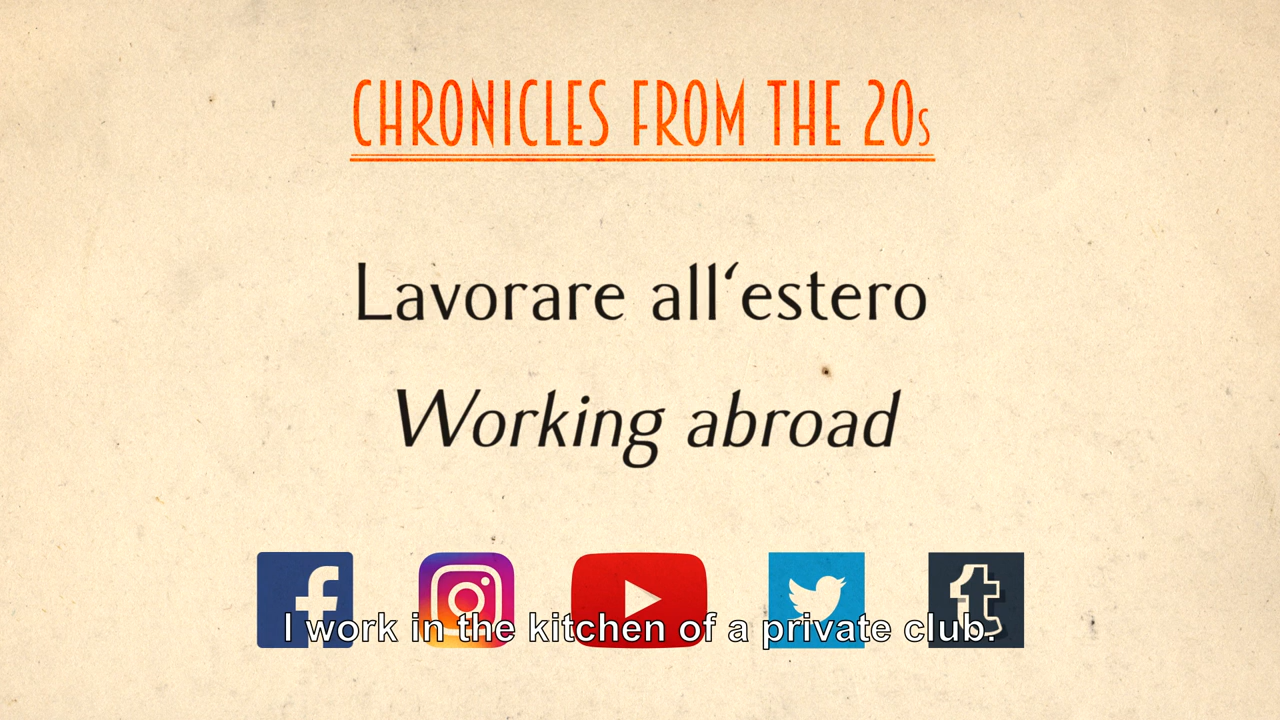 CHRONICLES FROM THE 20s
Lavorare all‘estero
Working abroad
I work in the kitchen of a private club.